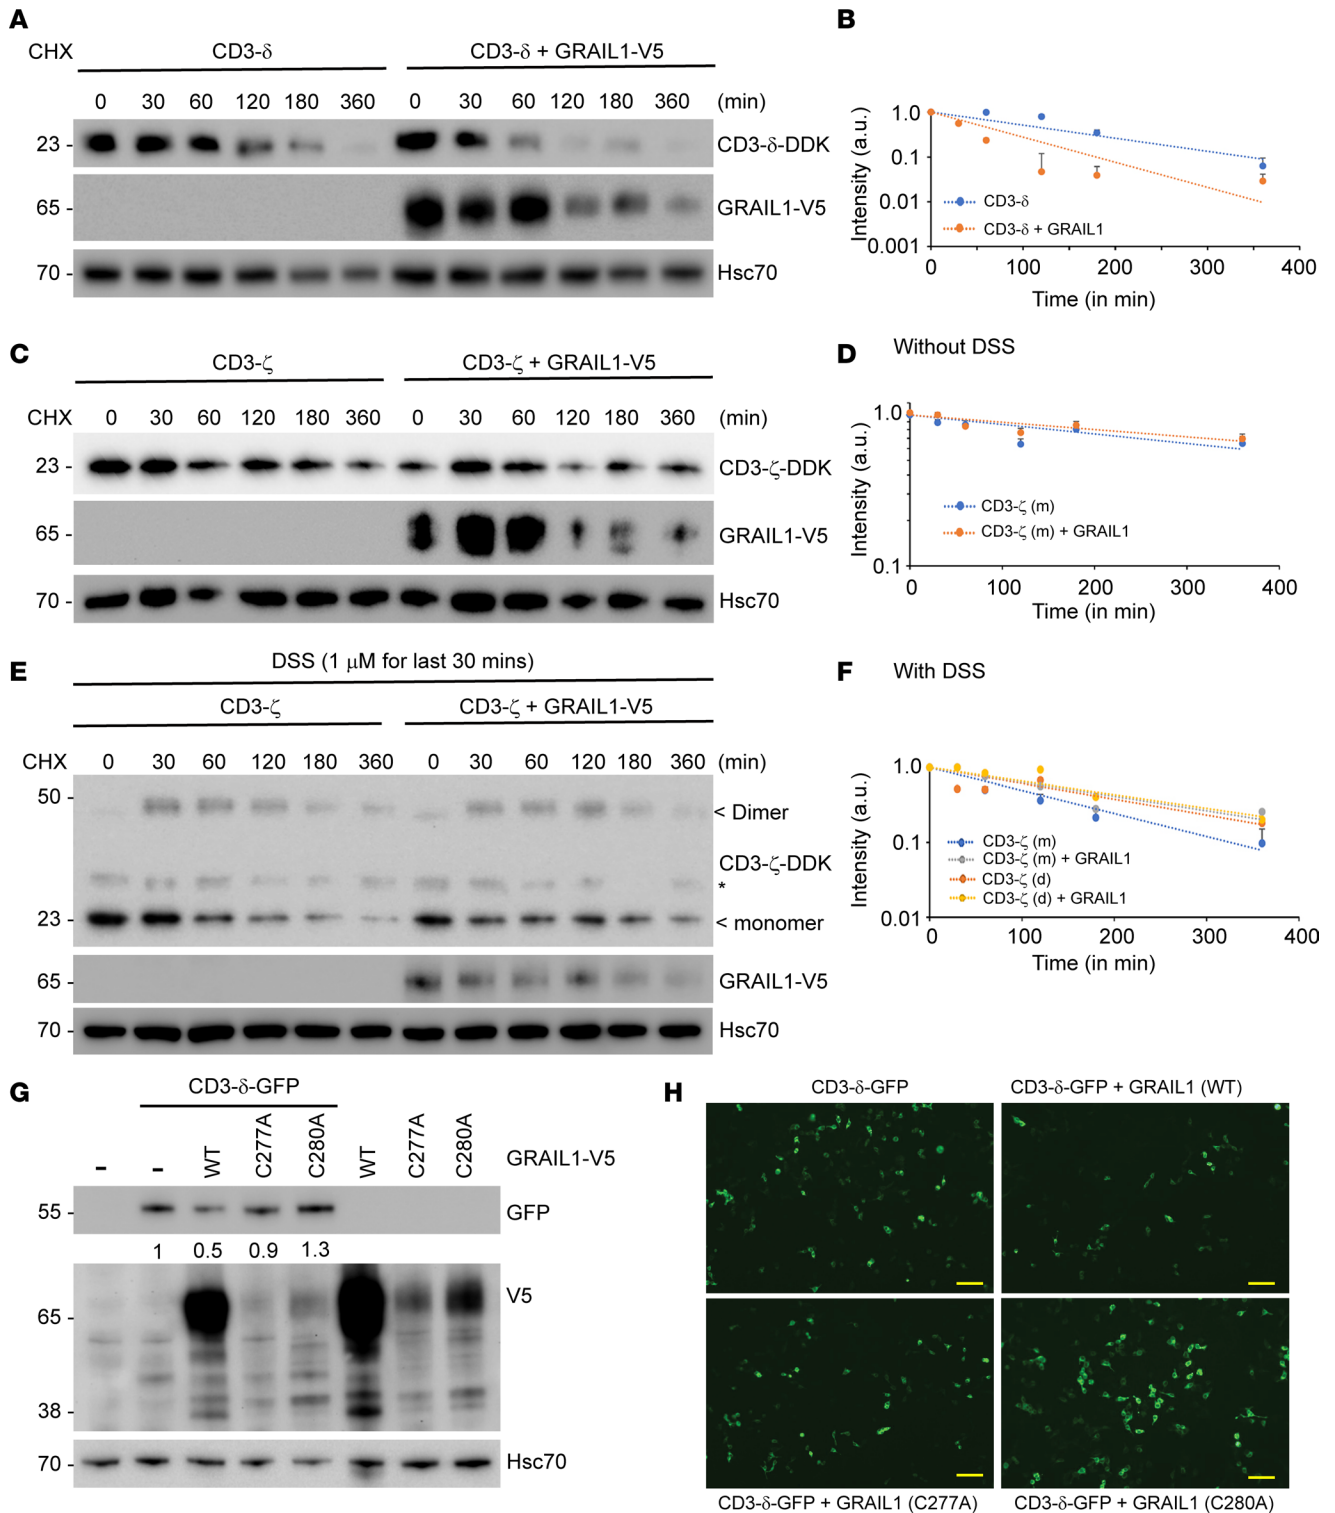 A
CHX CD3-δ CD3-δ + GRAIL1-V5
0 30 60 120 180 360 0 30 60 120 180 360 (min)
23 - CD3-δ-DDK
65 - GRAIL1-V5
70 - Hsc70
B
Intensity (a.u.)
1.0
0.1
0.01
0.001
CD3-δ
CD3-δ + GRAIL1
0 100 200 300 400
Time (in min)
C
CD3-ζ CD3-ζ + GRAIL1-V5
CHX 0 30 60 120 180 360 0 30 60 120 180 360 (min)
23 - CD3-ζ-DDK
65 - GRAIL1-V5
70 - Hsc70
D Without DSS
Intensity (a.u.)
1.0
0.1
CD3-ζ (m)
CD3-ζ (m) + GRAIL1
0 100 200 300 400
Time (in min)
E
DSS (1 μM for last 30 mins)
CD3-ζ CD3-ζ + GRAIL1-V5
CHX 0 30 60 120 180 360 0 30 60 120 180 360 (min)
50 -
< Dimer
CD3-ζ-DDK
*
23 - < monomer
65 - GRAIL1-V5
70 - Hsc70
F With DSS
Intensity (a.u.)
1.0
0.1
0.01
CD3-ζ (m)
CD3-ζ (m) + GRAIL1
CD3-ζ (d)
CD3-ζ (d) + GRAIL1
0 100 200 300 400
Time (in min)
G
CD3-δ-GFP
- - WT C277A C280A WT C277A C280A GRAIL1-V5
55 - GFP
1 0.5 0.9 1.3
V5
65 -
38 -
70 - Hsc70
H
CD3-δ-GFP CD3-δ-GFP + GRAIL1 (WT)
CD3-δ-GFP + GRAIL1 (C277A) CD3-δ-GFP + GRAIL1 (C280A)